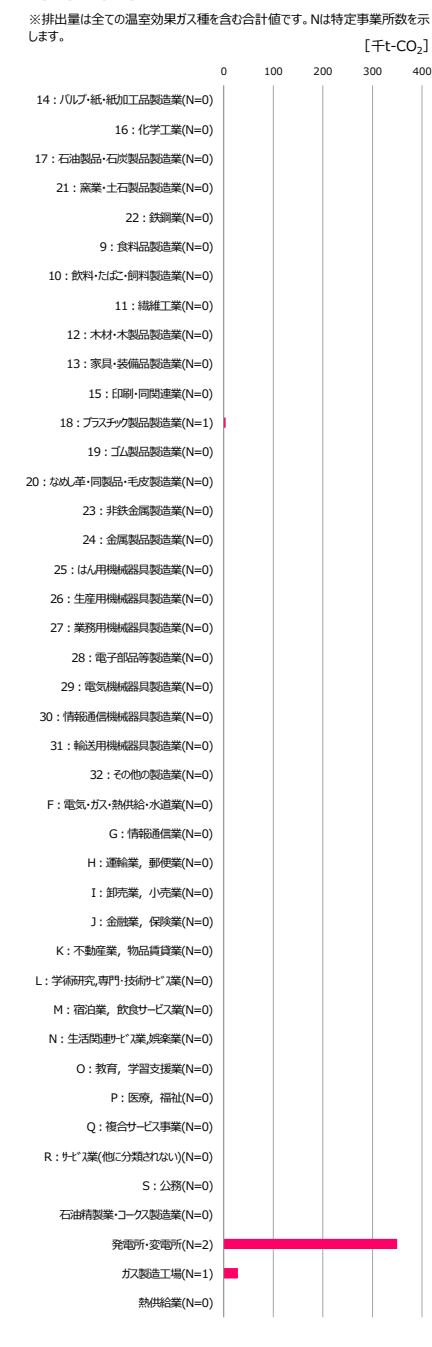 ※排出量は全ての温室効果ガス種を含む合計値です。Nは特定事業所数を示
します。
[千t-CO₂]
0 100 200 300 400
14:パルプ・紙・紙加工品製造業(N=0)
16:化学工業(N=0)
17:石油製品・石炭製品製造業(N=0)
21:窯業・土石製品製造業(N=0)
22:鉄鋼業(N=0)
9:食料品製造業(N=0)
10:飲料・たばこ・飼料製造業(N=0)
11:繊維工業(N=0)
12:木材・木製品製造業(N=0)
13:家具・装備品製造業(N=0)
15:印刷・同関連業(N=0)
18:プラスチック製品製造業(N=1)
19:ゴム製品製造業(N=0)
20:なめし革・同製品・毛皮製造業(N=0)
23:非鉄金属製造業(N=0)
24:金属製品製造業(N=0)
25:はん用機械器具製造業(N=0)
26:生産用機械器具製造業(N=0)
27:業務用機械器具製造業(N=0)
28:電子部品等製造業(N=0)
29:電気機械器具製造業(N=0)
30:情報通信機械器具製造業(N=0)
31:輸送用機械器具製造業(N=0)
32:その他の製造業(N=0)
F:電気・ガス・熱供給・水道業(N=0)
G:情報通信業(N=0)
H:運輸業，郵便業(N=0)
I:卸売業，小売業(N=0)
J:金融業，保険業(N=0)
K:不動産業，物品賃貸業(N=0)
L:学術研究,専門・技術ｻｰﾋﾞｽ業(N=0)
M:宿泊業，飲食サービス業(N=0)
N:生活関連ｻｰﾋﾞｽ業,娯楽業(N=0)
O:教育，学習支援業(N=0)
P:医療，福祉(N=0)
Q:複合サービス事業(N=0)
R:ｻｰﾋﾞｽ業(他に分類されない)(N=0)
S:公務(N=0)
石油精製業・コークス製造業(N=0)
発電所・変電所(N=2)
ガス製造工場(N=1)
熱供給業(N=0)